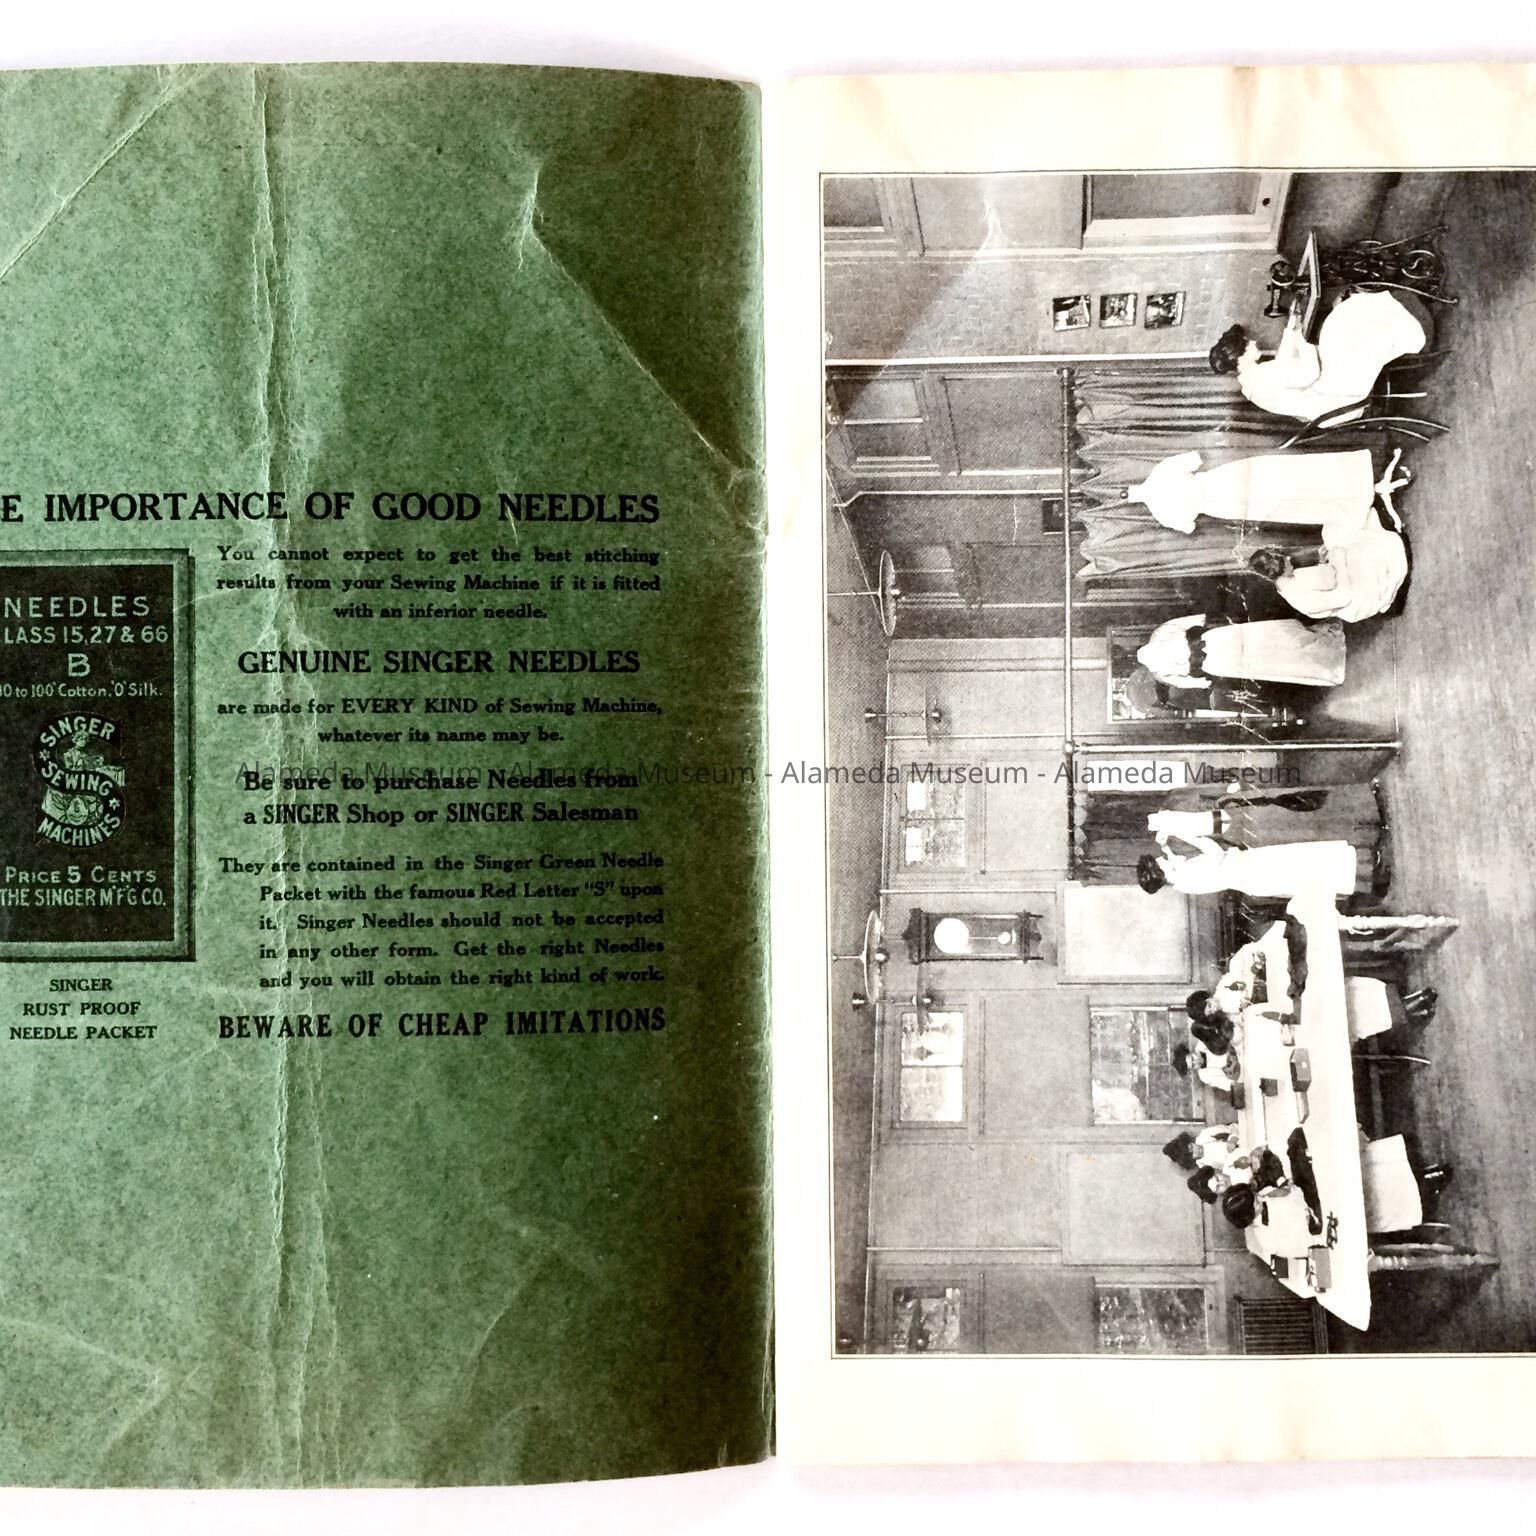 E IMPORTANCE OF GOOD NEEDLES
NEEDLES
LASS 15, 27 & 66
B
0 to 100 Cotton, 'O' Silk.
SINGER
SEWING
MACHINES
PRICE 5 CENTS
THE SINGER M'F'G CO.
SINGER
RUST PROOF
NEEDLE PACKET
You cannot expect to get the best stitching
results from your Sewing Machine if it is fitted
with an inferior needle.
GENUINE SINGER NEEDLES
are made for EVERY KIND of Sewing Machine,
whatever its name may be.
Be sure to purchase Needles from
a SINGER Shop or SINGER Salesman
They are contained in the Singer Green Needle
Packet with the famous Red Letter "S" upon
it. Singer Needles should not be accepted
in any other form. Get the right Needles
and you will obtain the right kind of work.
BEWARE OF CHEAP IMITATIONS
Alameda Museum - Alameda Museum - Alameda Museum - Alameda Museum